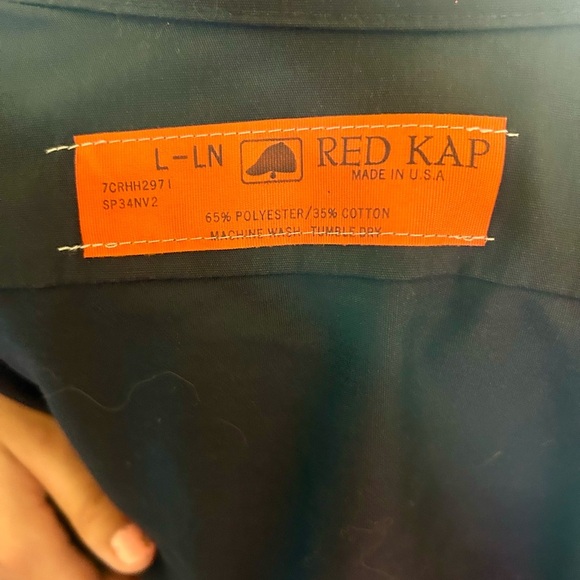 L-LN RED KAP
MADE IN U.S.A
7CRHH2971
SP34NV2
65% POLYESTER/35% COTTON
MACHINE WASH TUMBLE DRY